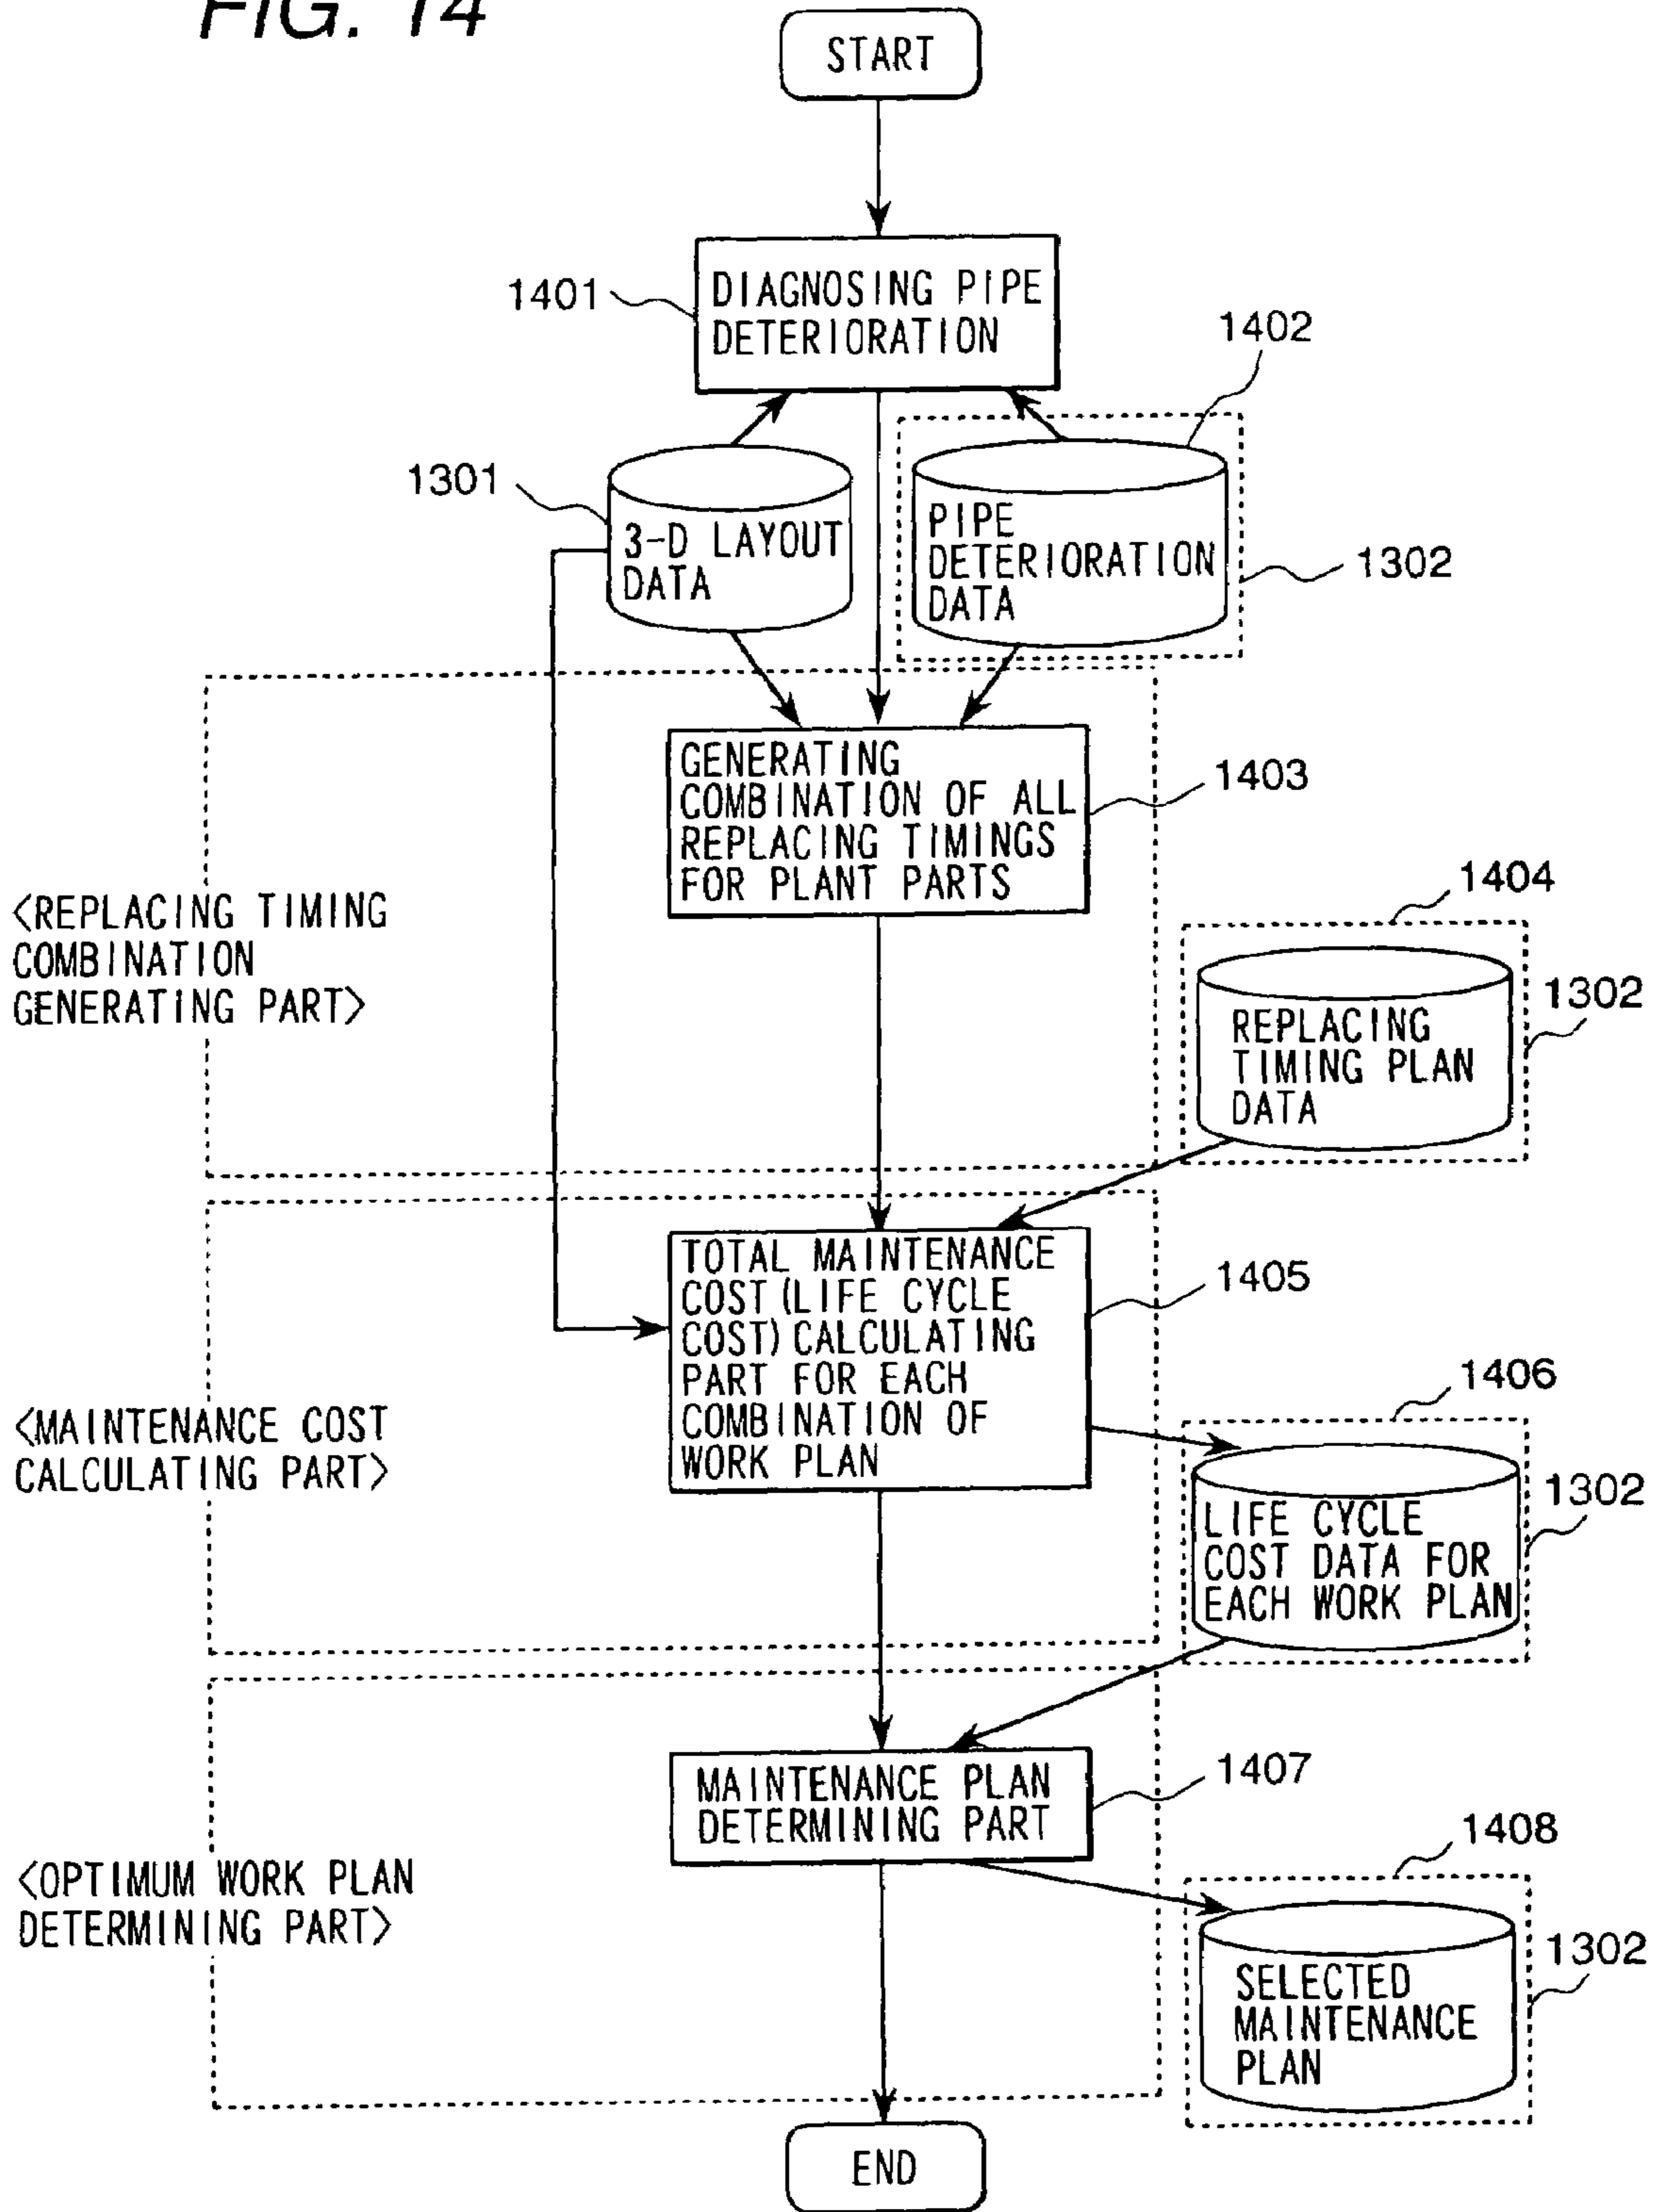 FIG. 14
START
1401
DIAGNOSING PIPE
DETERIORATION
1402
1301
3-D LAYOUT
DATA
PIPE
DETERIORATION
DATA
1302
GENERATING
COMBINATION OF ALL
REPLACING TIMINGS
FOR PLANT PARTS
1403
<REPLACING TIMING
COMBINATION
GENERATING PART>
1404
REPLACING
TIMING PLAN
DATA
1302
TOTAL MAINTENANCE
COST(LIFE CYCLE
COST)CALCULATING
PART FOR EACH
COMBINATION OF
WORK PLAN
1405
<MAINTENANCE COST
CALCULATING PART>
1406
LIFE CYCLE
COST DATA FOR
EACH WORK PLAN
1302
MAINTENANCE PLAN
DETERMINING PART
1407
<OPTIMUM WORK PLAN
DETERMINING PART>
1408
SELECTED
MAINTENANCE
PLAN
1302
END